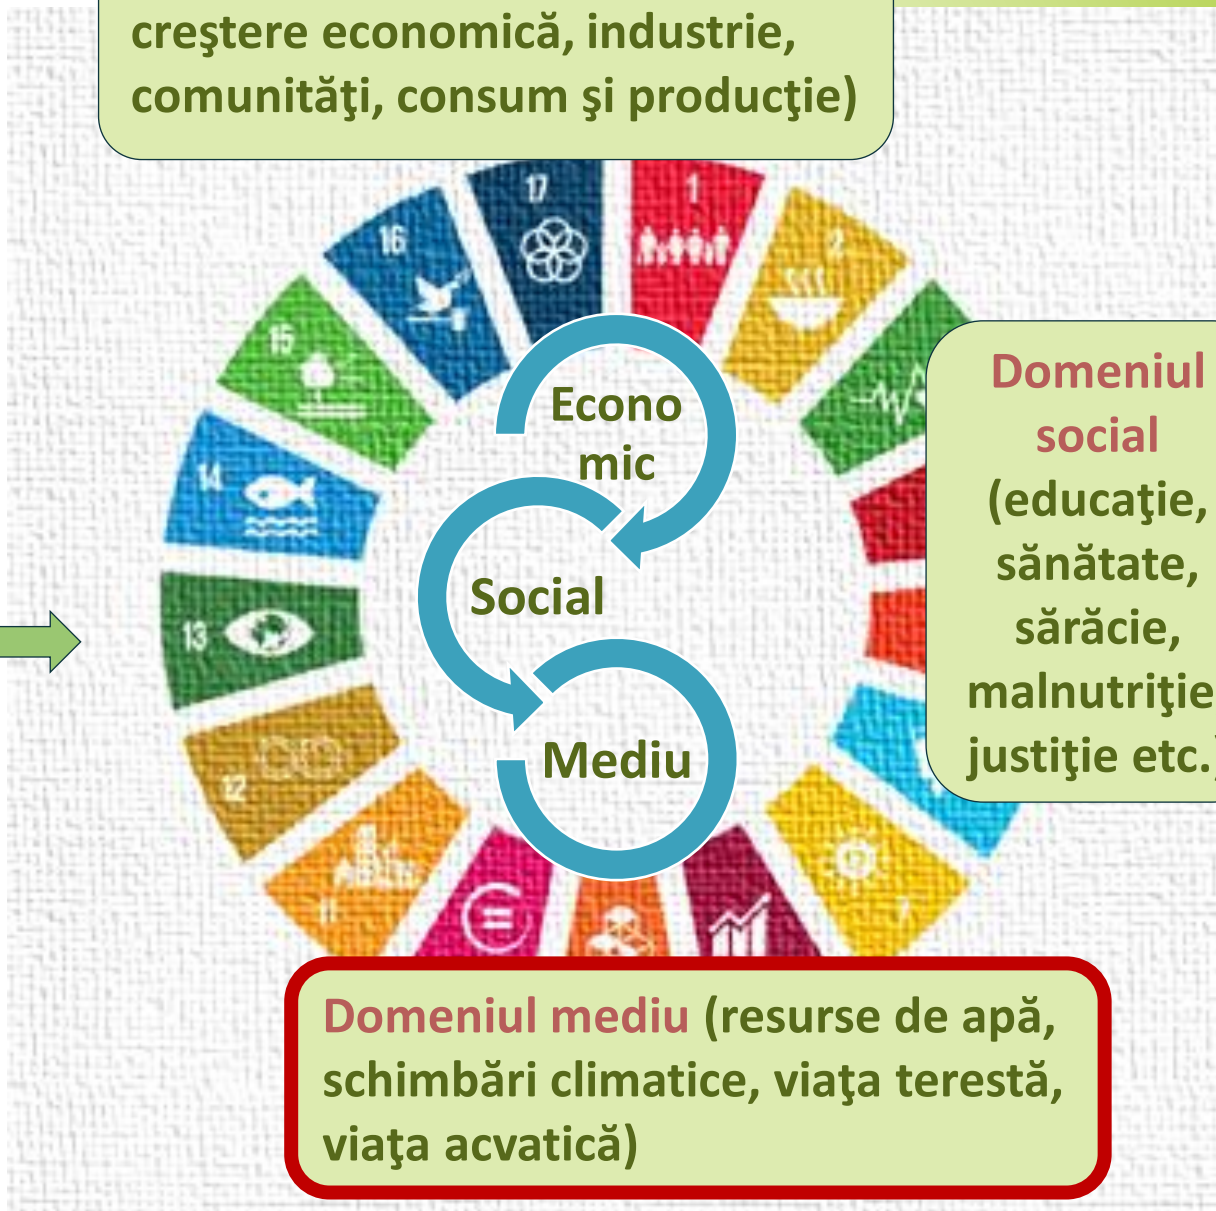 creştere economică, industrie,
comunităţi, consum şi producţie)
17
1
2
16
15
14
13
12
11
7
Econo
mic
Social
Mediu
Domeniul
social
(educaţie,
sănătate,
sărăcie,
malnutriţie
justiţie etc.)
Domeniul mediu (resurse de apă,
schimbări climatice, viaţa terestă,
viaţa acvatică)